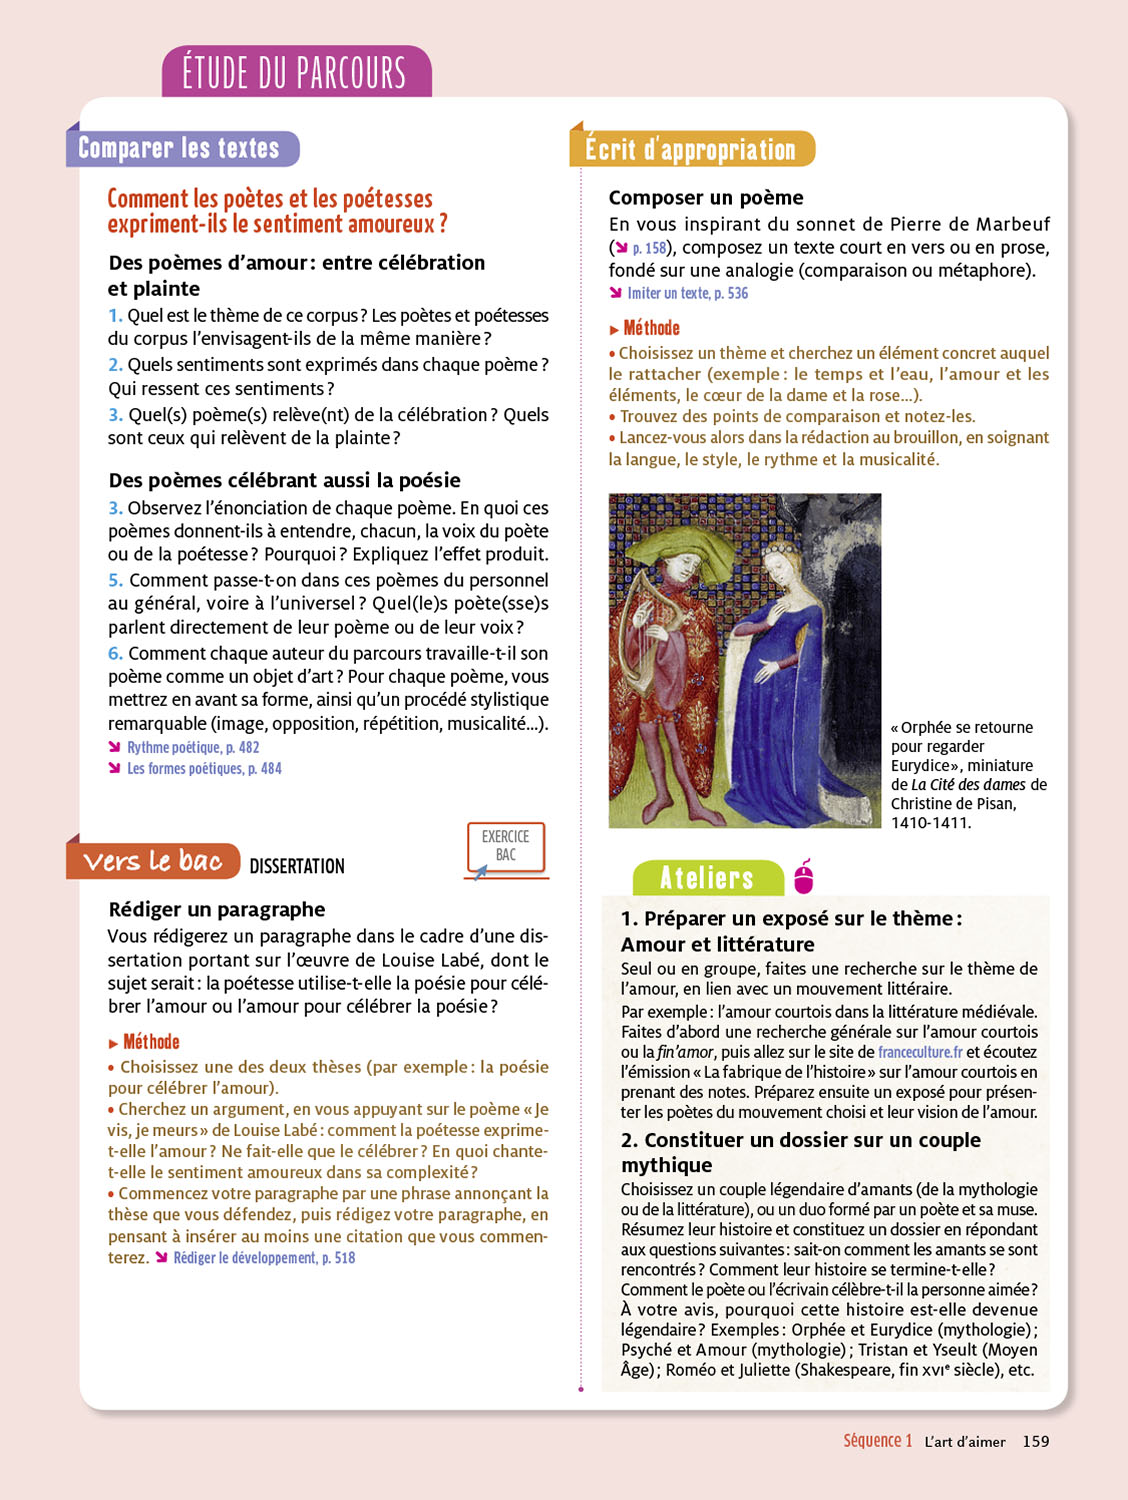 ÉTUDE DU PARCOURS
Comparer les textes
Comment les poètes et les poétesses
expriment-ils le sentiment amoureux ?
Des poèmes d’amour : entre célébration
et plainte
1. Quel est le thème de ce corpus ? Les poètes et poétesses
du corpus l’envisagent-ils de la même manière ?
2. Quels sentiments sont exprimés dans chaque poème ?
Qui ressent ces sentiments ?
3. Quel(s) poème(s) relève(nt) de la célébration ? Quels
sont ceux qui relèvent de la plainte ?
Des poèmes célébrant aussi la poésie
3. Observez l’énonciation de chaque poème. En quoi ces
poèmes donnent-ils à entendre, chacun, la voix du poète
ou de la poétesse ? Pourquoi ? Expliquez l’effet produit.
5. Comment passe-t-on dans ces poèmes du personnel
au général, voire à l’universel ? Quel(le)s poète(sse)s
parlent directement de leur poème ou de leur voix ?
6. Comment chaque auteur du parcours travaille-t-il son
poème comme un objet d’art ? Pour chaque poème, vous
mettrez en avant sa forme, ainsi qu’un procédé stylistique
remarquable (image, opposition, répétition, musicalité…).
➘ Rythme poétique, p. 482
➘ Les formes poétiques, p. 484
Vers le bac DISSERTATION
EXERCICE
BAC
Rédiger un paragraphe
Vous rédigerez un paragraphe dans le cadre d’une dis-
sertation portant sur l’œuvre de Louise Labé, dont le
sujet serait : la poétesse utilise-t-elle la poésie pour célé-
brer l’amour ou l’amour pour célébrer la poésie ?
▶ Méthode
• Choisissez une des deux thèses (par exemple : la poésie
pour célébrer l’amour).
• Cherchez un argument, en vous appuyant sur le poème « Je
vis, je meurs » de Louise Labé : comment la poétesse exprime-
t-elle l’amour ? Ne fait-elle que le célébrer ? En quoi chante-
t-elle le sentiment amoureux dans sa complexité ?
• Commencez votre paragraphe par une phrase annonçant la
thèse que vous défendez, puis rédigez votre paragraphe, en
pensant à insérer au moins une citation que vous commen-
terez. ➘ Rédiger le développement, p. 518
Écrit d’appropriation
Composer un poème
En vous inspirant du sonnet de Pierre de Marbeuf
(➘ p. 158), composez un texte court en vers ou en prose,
fondé sur une analogie (comparaison ou métaphore).
➘ Imiter un texte, p. 536
▶ Méthode
• Choisissez un thème et cherchez un élément concret auquel
le rattacher (exemple : le temps et l’eau, l’amour et les
éléments, le cœur de la dame et la rose…).
• Trouvez des points de comparaison et notez-les.
• Lancez-vous alors dans la rédaction au brouillon, en soignant
la langue, le style, le rythme et la musicalité.
« Orphée se retourne
pour regarder
Eurydice », miniature
de La Cité des dames de
Christine de Pisan,
1410-1411.
Ateliers
1. Préparer un exposé sur le thème :
Amour et littérature
Seul ou en groupe, faites une recherche sur le thème de
l’amour, en lien avec un mouvement littéraire.
Par exemple : l’amour courtois dans la littérature médiévale.
Faites d’abord une recherche générale sur l’amour courtois
ou la fin’amor, puis allez sur le site de franceculture.fr et écoutez
l’émission « La fabrique de l’histoire » sur l’amour courtois en
prenant des notes. Préparez ensuite un exposé pour présen-
ter les poètes du mouvement choisi et leur vision de l’amour.
2. Constituer un dossier sur un couple
mythique
Choisissez un couple légendaire d’amants (de la mythologie
ou de la littérature), ou un duo formé par un poète et sa muse.
Résumez leur histoire et constituez un dossier en répondant
aux questions suivantes : sait-on comment les amants se sont
rencontrés ? Comment leur histoire se termine-t-elle ?
Comment le poète ou l’écrivain célèbre-t-il la personne aimée ?
À votre avis, pourquoi cette histoire est-elle devenue
légendaire ? Exemples : Orphée et Eurydice (mythologie) ;
Psyché et Amour (mythologie) ; Tristan et Yseult (Moyen
Âge) ; Roméo et Juliette (Shakespeare, fin XVIe siècle), etc.
Séquence 1 L’art d’aimer 159